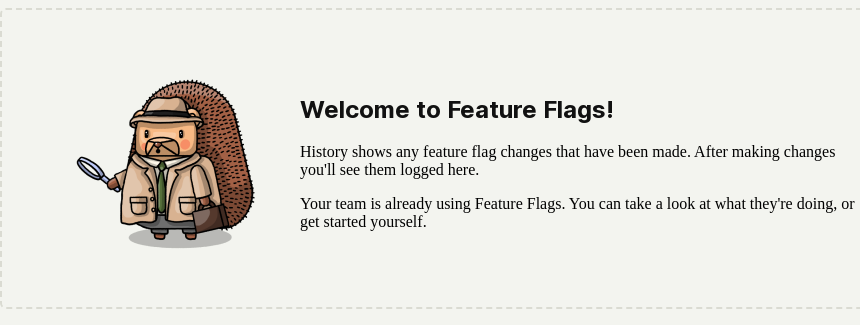 Welcome to Feature Flags!
History shows any feature flag changes that have been made. After making changes
you'll see them logged here.
Your team is already using Feature Flags. You can take a look at what they're doing, or
get started yourself.